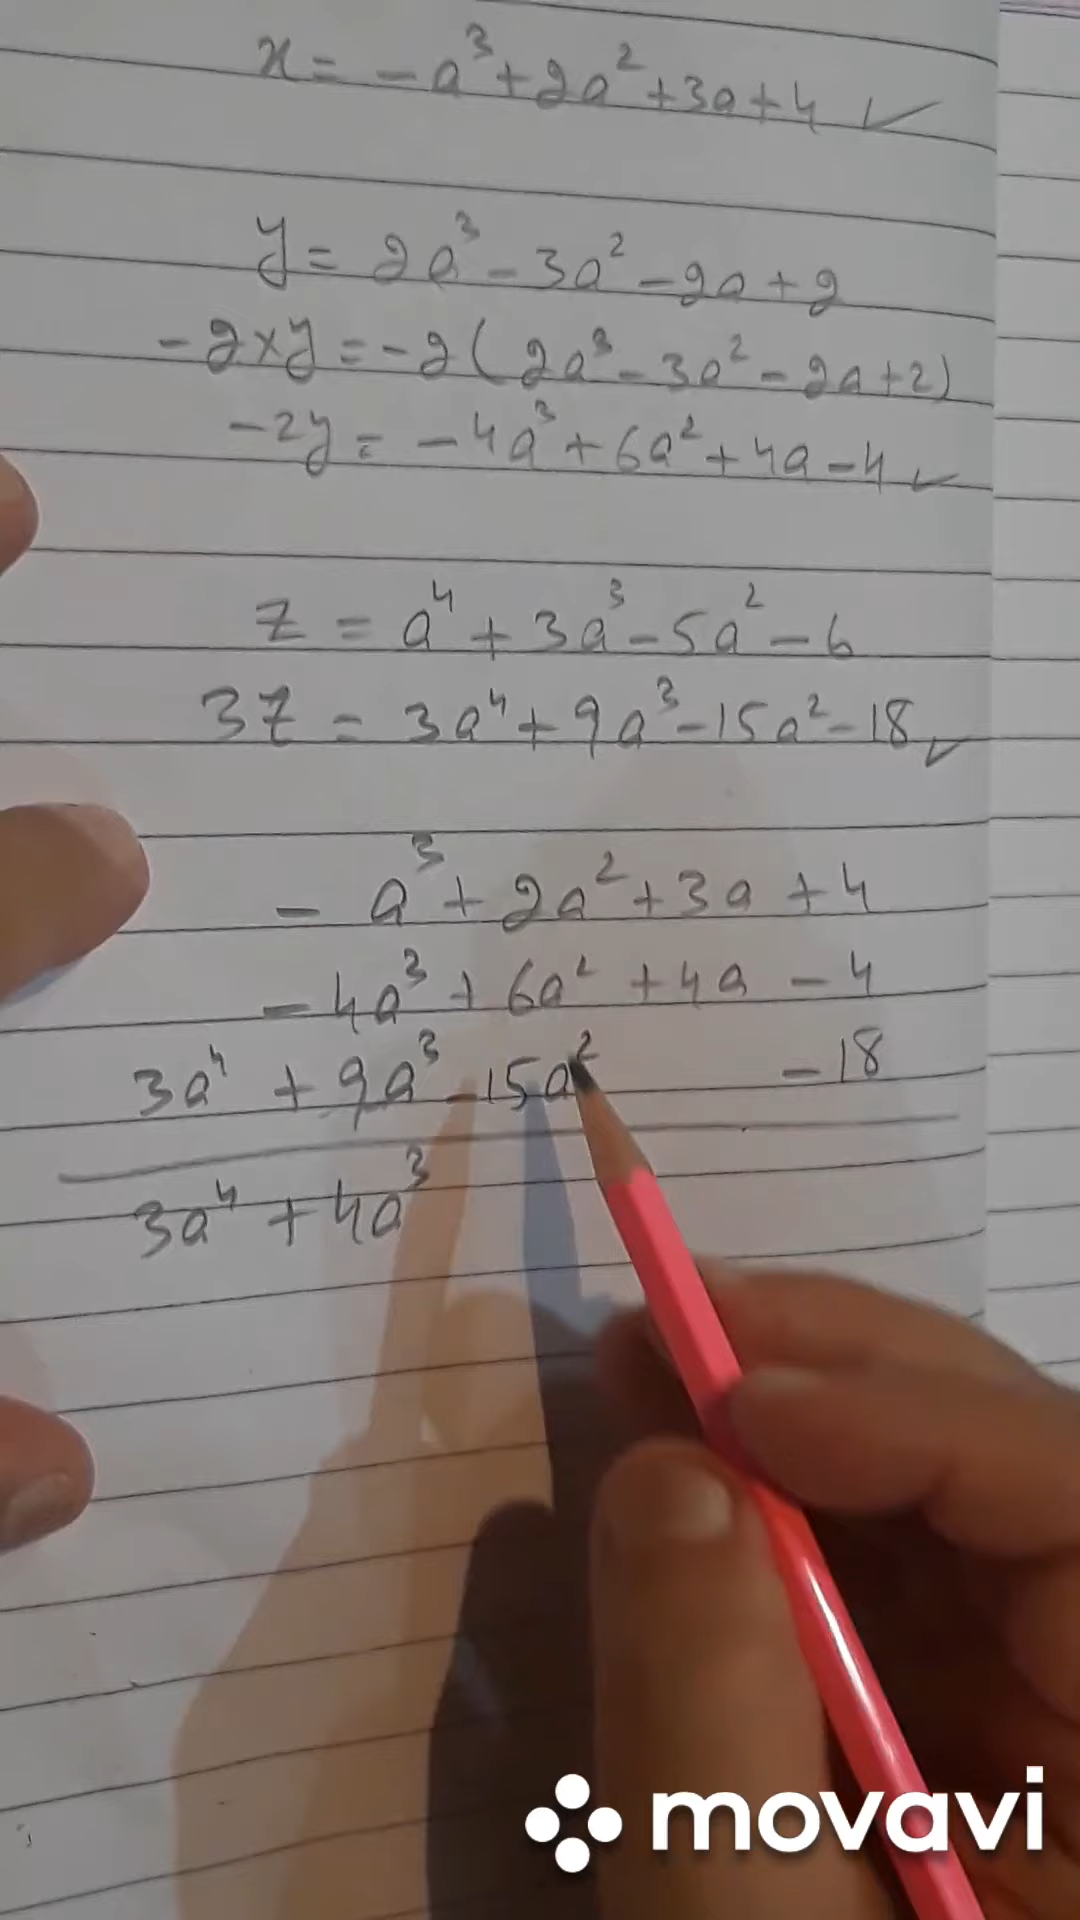 x = -a³+2a²+3a+4 ✓
y = 2a³-3a²-2a+2
-2×y = -2(2a³-3a²-2a+2)
-2y = -4a³+6a²+4a-4 ✓
z = a⁴+3a³-5a²-6
3z = 3a⁴+9a³-15a²-18 ✓
-a³+2a²+3a+4
-4a³+6a²+4a-4
3a⁴+9a³-15a² -18
3a⁴+4a³
movavi